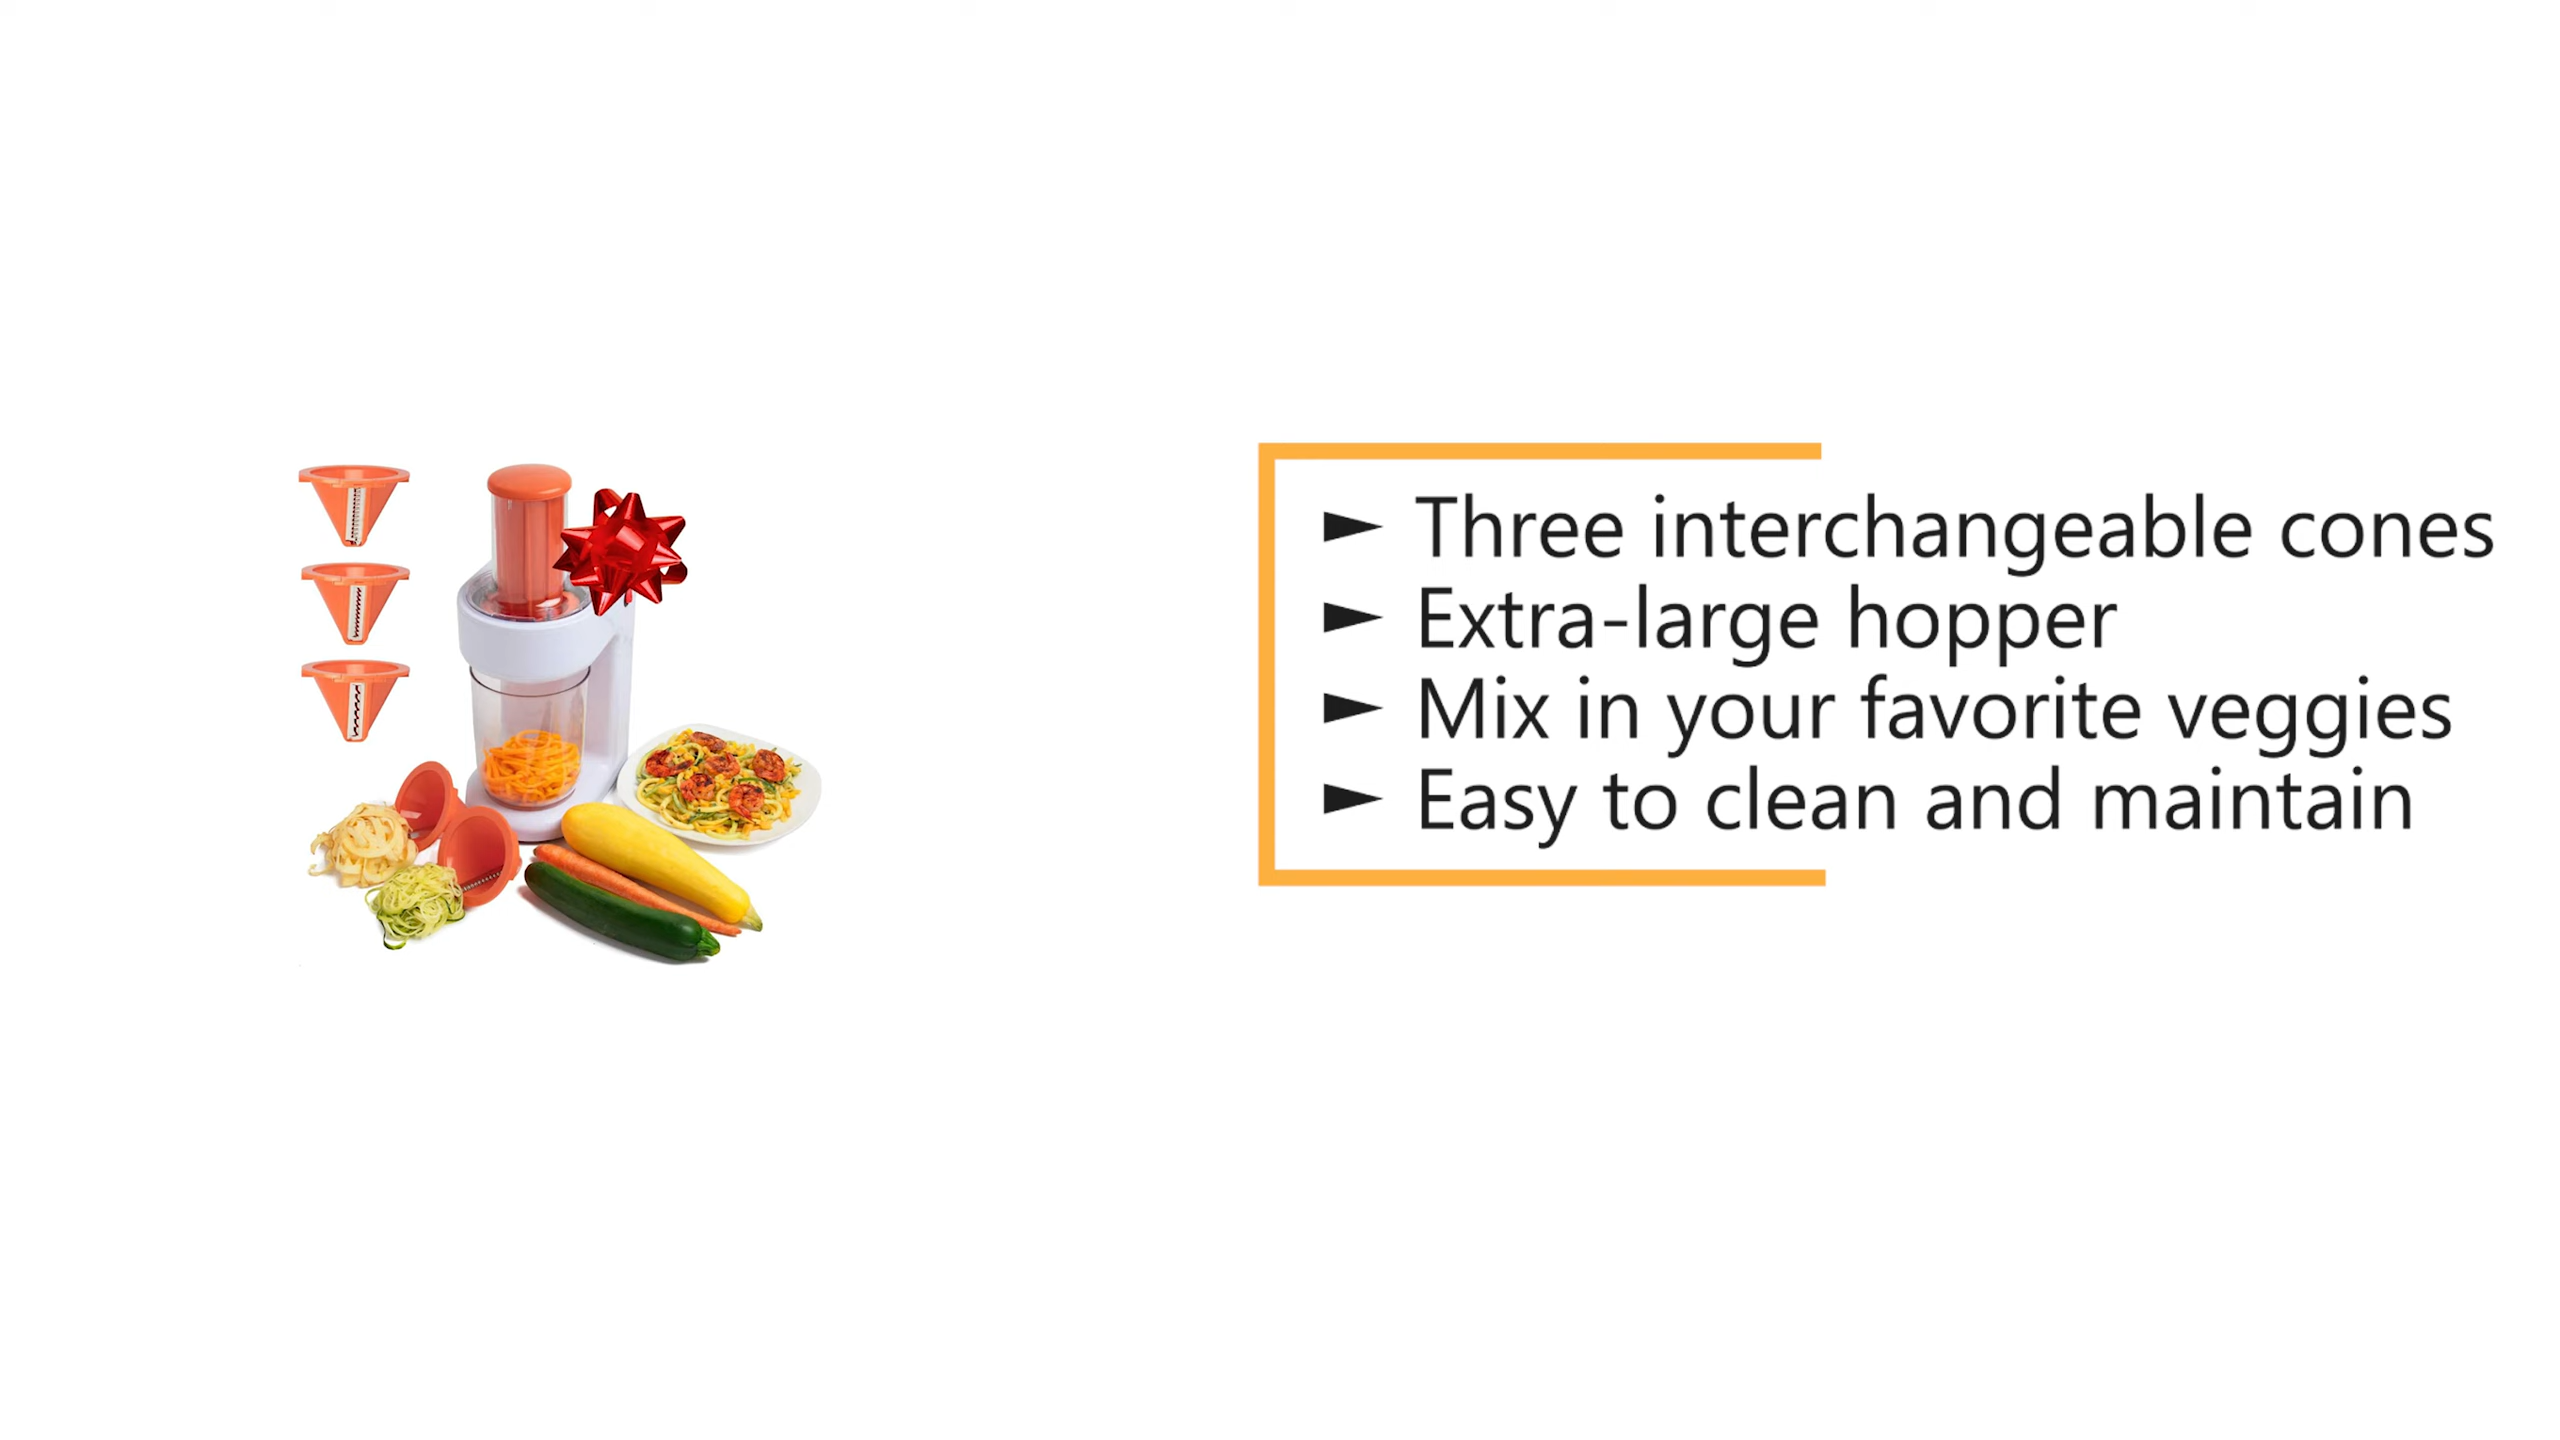 ► Three interchangeable cones
► Extra-large hopper
► Mix in your favorite veggies
► Easy to clean and maintain